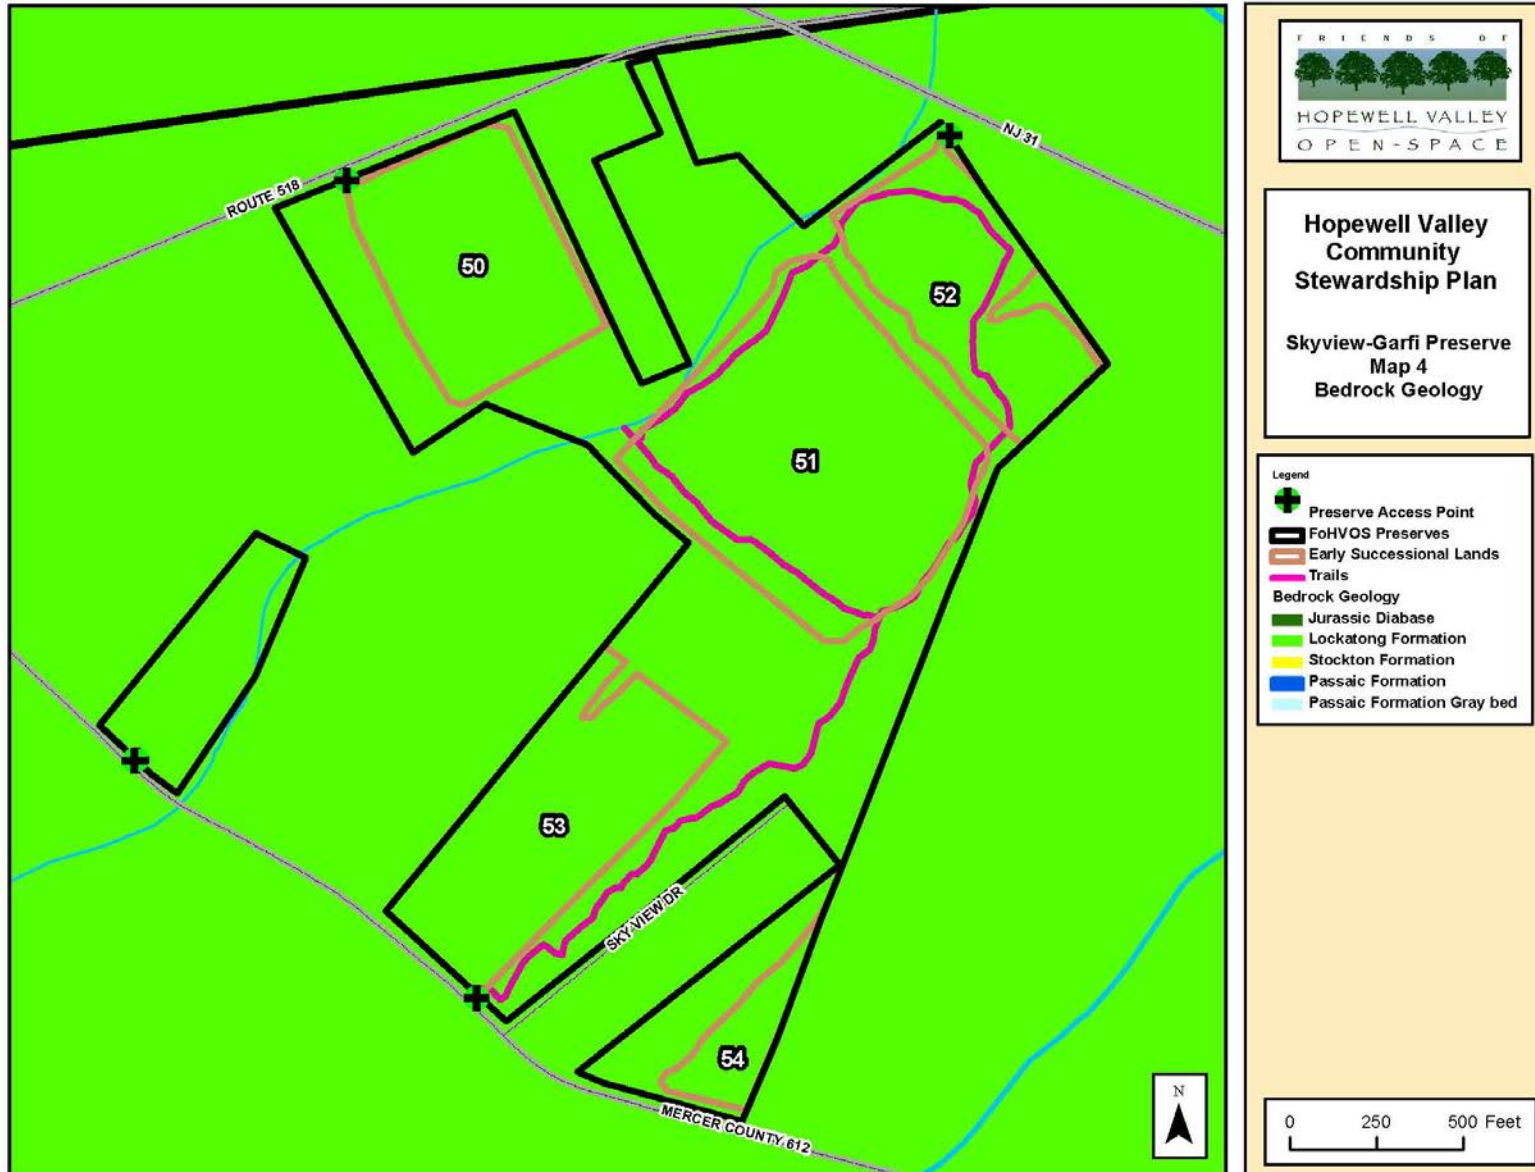 ROUTE 518
NJ 31
50
52
51
53
SKY VIEW DR
54
MERCER COUNTY 612
N
FRIENDS OF
HOPEWELL VALLEY
OPEN-SPACE
Hopewell Valley
Community
Stewardship Plan
Skyview-Garfi Preserve
Map 4
Bedrock Geology
Legend
Preserve Access Point
FoHVOS Preserves
Early Successional Lands
Trails
Bedrock Geology
Jurassic Diabase
Lockatong Formation
Stockton Formation
Passaic Formation
Passaic Formation Gray bed
0 250 500 Feet